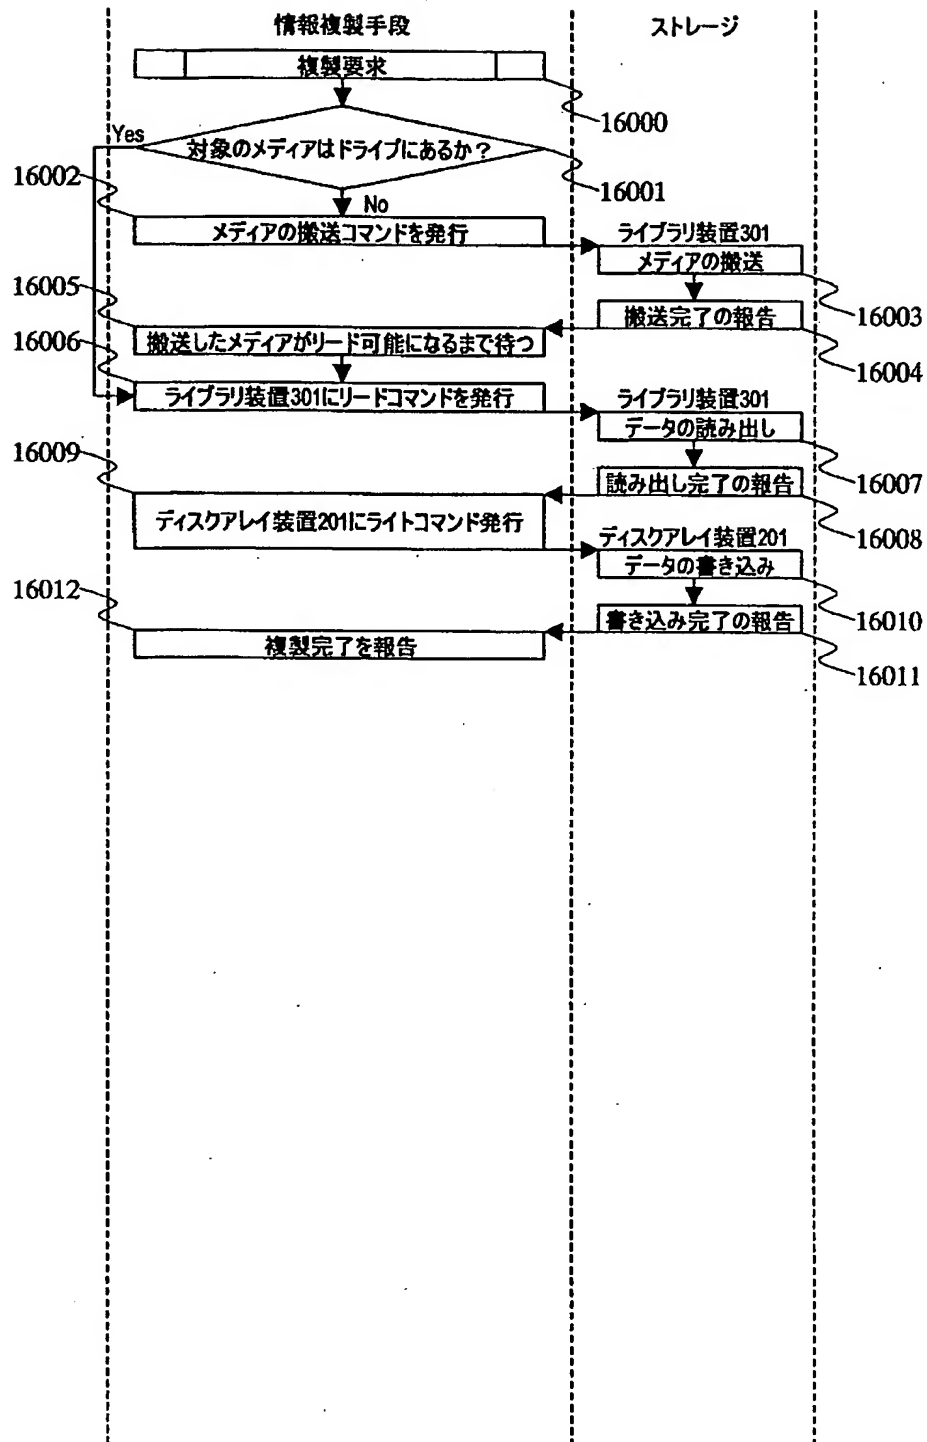 情報複製手段
ストレージ
複製要求
16000
Yes
対象のメディアはドライブにあるか？
16001
16002
No
メディアの搬送コマンドを発行
ライブラリ装置301
メディアの搬送
16003
16005
搬送完了の報告
16004
搬送したメディアがリード可能になるまで待つ
16006
ライブラリ装置301にリードコマンドを発行
ライブラリ装置301
データの読み出し
16007
16009
読み出し完了の報告
16008
ディスクアレイ装置201にライトコマンド発行
ディスクアレイ装置201
データの書き込み
16010
16012
書き込み完了の報告
16011
複製完了を報告